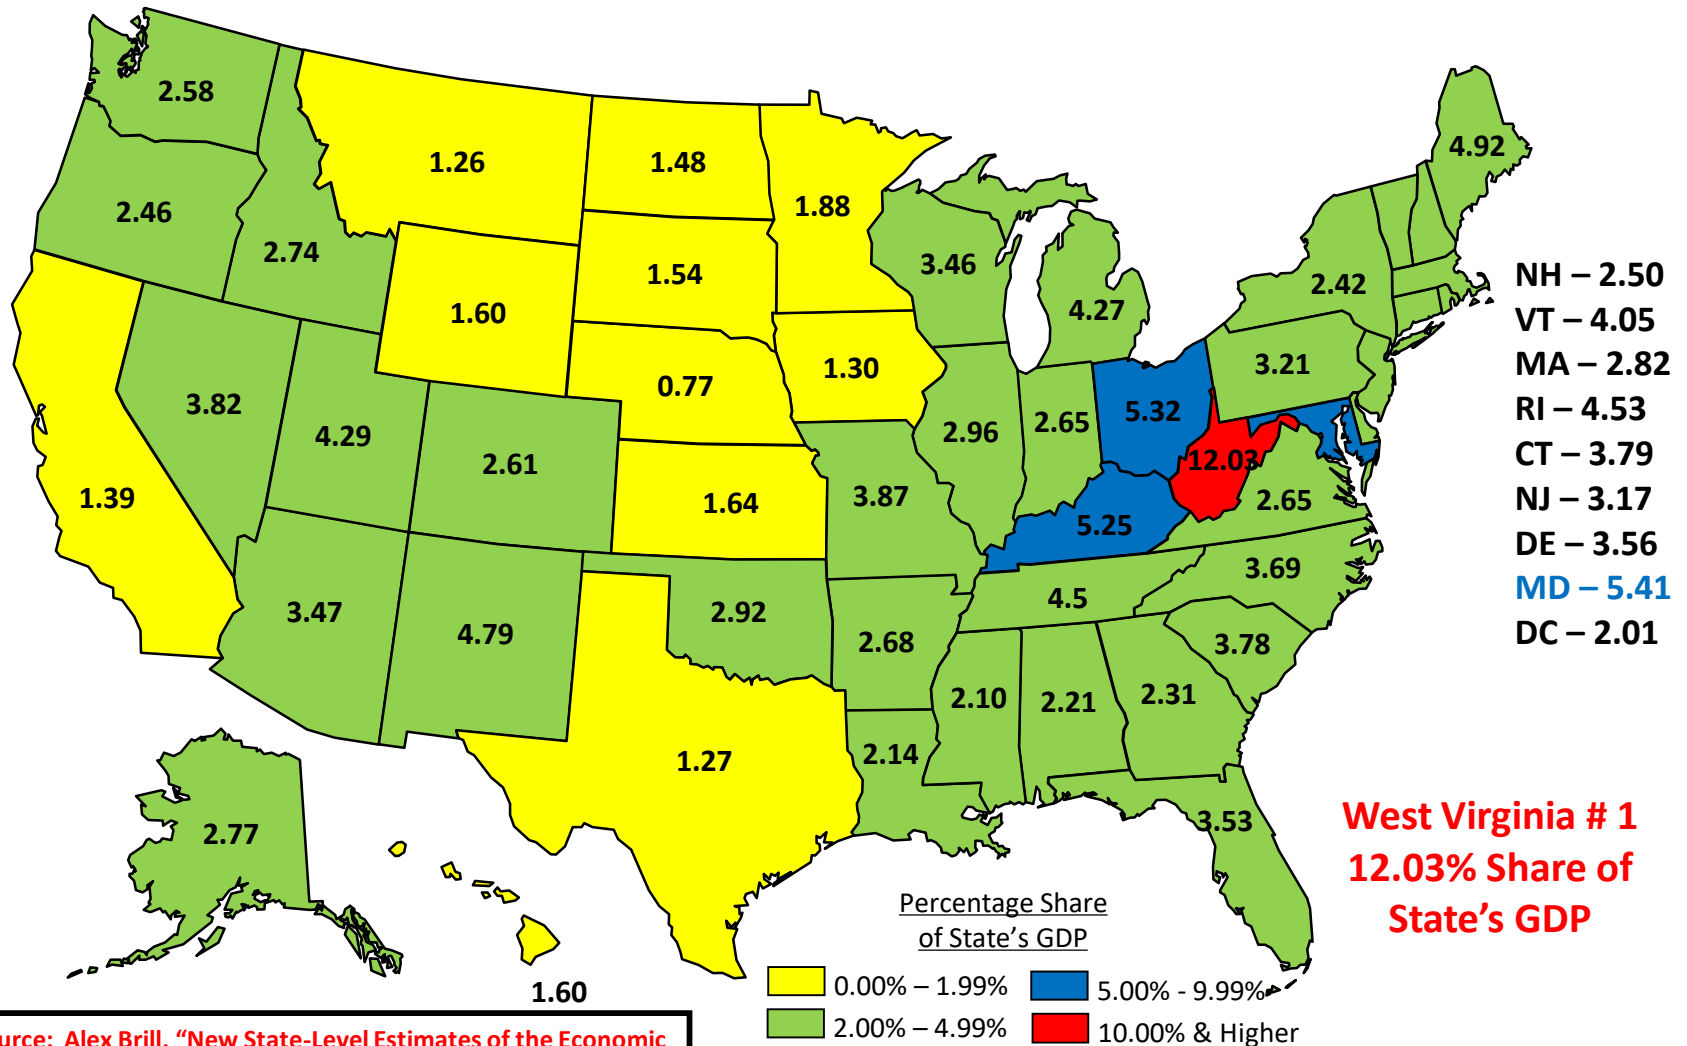 2.58
4.92
1.26
1.48
1.88
2.46
2.74
3.46
1.54
2.42
NH – 2.50
1.60
4.27
VT – 4.05
3.21
MA – 2.82
1.30
0.77
3.82
5.32
RI – 4.53
4.29
2.96
2.65
2.61
12.03
CT – 3.79
1.39
3.87
1.64
2.65
NJ – 3.17
5.25
DE – 3.56
3.69
MD – 5.41
4.5
3.47
2.92
4.79
2.68
3.78
DC – 2.01
2.10
2.21
2.31
2.14
1.27
3.53
2.77
West Virginia # 1
12.03% Share of
State's GDP
Percentage Share
of State's GDP
1.60
0.00% – 1.99%
5.00% - 9.99%
2.00% – 4.99%
10.00% & Higher
Alex Brill. “New State-Level Estimates of the Economic